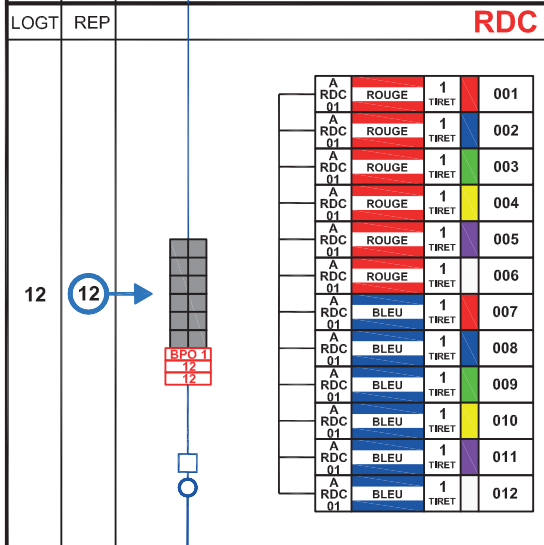 LOGT REP RDC
A RDC 01 ROUGE 1 TIRET 001
A RDC 01 ROUGE 1 TIRET 002
A RDC 01 ROUGE 1 TIRET 003
A RDC 01 ROUGE 1 TIRET 004
A RDC 01 ROUGE 1 TIRET 005
A RDC 01 ROUGE 1 TIRET 006
12 12
A RDC 01 BLEU 1 TIRET 007
A RDC 01 BLEU 1 TIRET 008
BPO 1
12
12
A RDC 01 BLEU 1 TIRET 009
A RDC 01 BLEU 1 TIRET 010
A RDC 01 BLEU 1 TIRET 011
A RDC 01 BLEU 1 TIRET 012